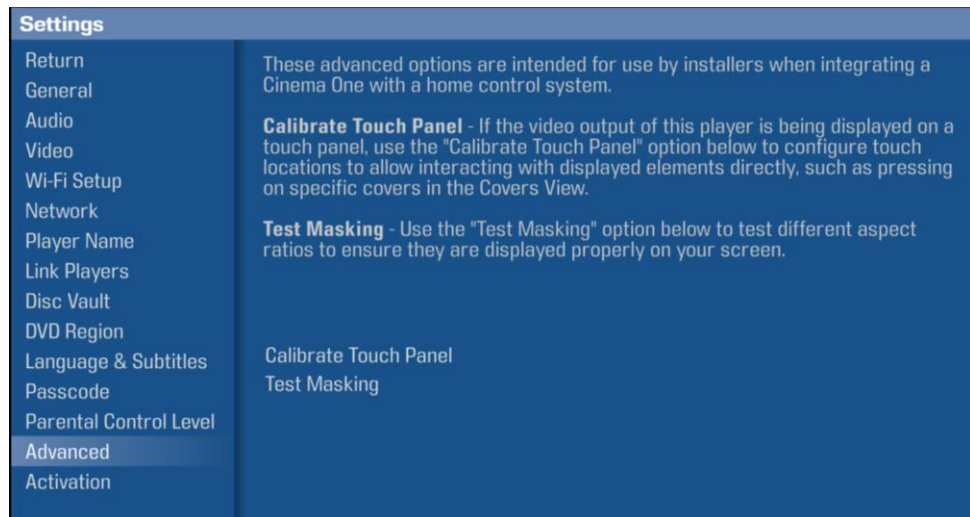 Settings
Return
General
Audio
Video
Wi-Fi Setup
Network
Player Name
Link Players
Disc Vault
DVD Region
Language & Subtitles
Passcode
Parental Control Level
Advanced
Activation
These advanced options are intended for use by installers when integrating a
Cinema One with a home control system.
Calibrate Touch Panel - If the video output of this player is being displayed on a
touch panel, use the "Calibrate Touch Panel" option below to configure touch
locations to allow interacting with displayed elements directly, such as pressing
on specific covers in the Covers View.
Test Masking - Use the "Test Masking" option below to test different aspect
ratios to ensure they are displayed properly on your screen.
Calibrate Touch Panel
Test Masking